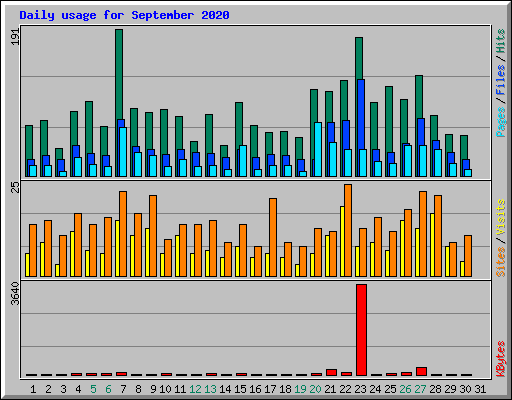 Daily usage for September 2020
191
Pages / Files / Hits
25
Sites / Visits
3640
KBytes
1 2 3 4 5 6 7 8 9 10 11 12 13 14 15 16 17 18 19 20 21 22 23 24 25 26 27 28 29 30 31